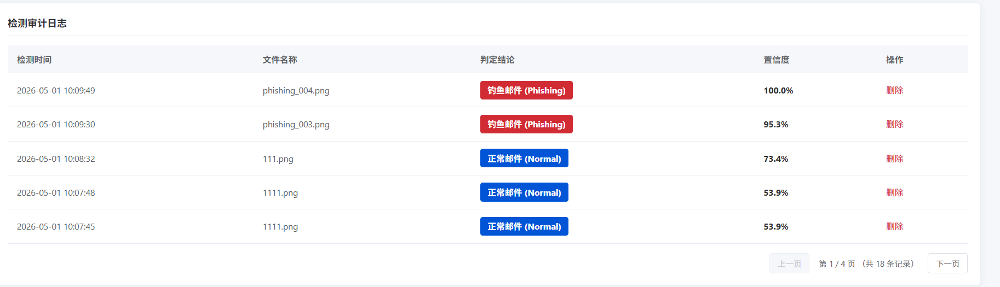 检测审计日志
检测时间 文件名称 判定结论 置信度 操作
2026-05-01 10:09:49 phishing_004.png 钓鱼邮件 (Phishing) 100.0% 删除
2026-05-01 10:09:30 phishing_003.png 钓鱼邮件 (Phishing) 95.3% 删除
2026-05-01 10:08:32 111.png 正常邮件 (Normal) 73.4% 删除
2026-05-01 10:07:48 1111.png 正常邮件 (Normal) 53.9% 删除
2026-05-01 10:07:45 1111.png 正常邮件 (Normal) 53.9% 删除
上一页 第 1 / 4 页 （共 18 条记录） 下一页